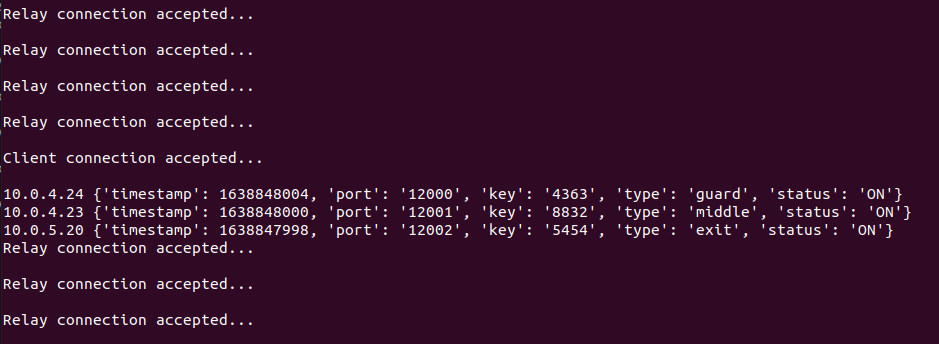 Relay connection accepted...
Relay connection accepted...
Relay connection accepted...
Relay connection accepted...
Client connection accepted...
10.0.4.24 {'timestamp': 1638848004, 'port': '12000', 'key': '4363', 'type': 'guard', 'status': 'ON'}
10.0.4.23 {'timestamp': 1638848000, 'port': '12001', 'key': '8832', 'type': 'middle', 'status': 'ON'}
10.0.5.20 {'timestamp': 1638847998, 'port': '12002', 'key': '5454', 'type': 'exit', 'status': 'ON'}
Relay connection accepted...
Relay connection accepted...
Relay connection accepted...